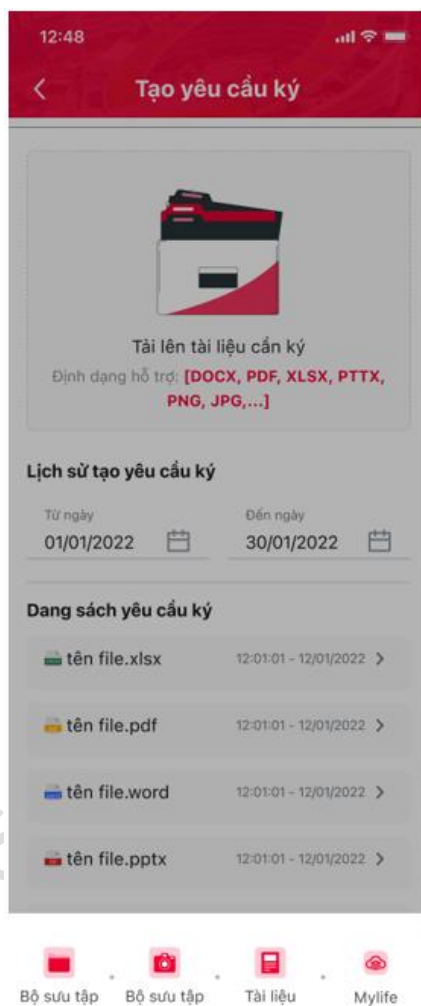 12:48
Tạo yêu cầu ký
Tải lên tài liệu cần ký
Định dạng hỗ trợ: [DOCX, PDF, XLSX, PTTX,
PNG, JPG,...]
Lịch sử tạo yêu cầu ký
Từ ngày
Đến ngày
01/01/2022
30/01/2022
Dang sách yêu cầu ký
tên file.xlsx 12:01:01 - 12/01/2022
tên file.pdf 12:01:01 - 12/01/2022
tên file.word 12:01:01 - 12/01/2022
tên file.pptx 12:01:01 - 12/01/2022
Bộ sưu tập Bộ sưu tập Tài liệu Mylife